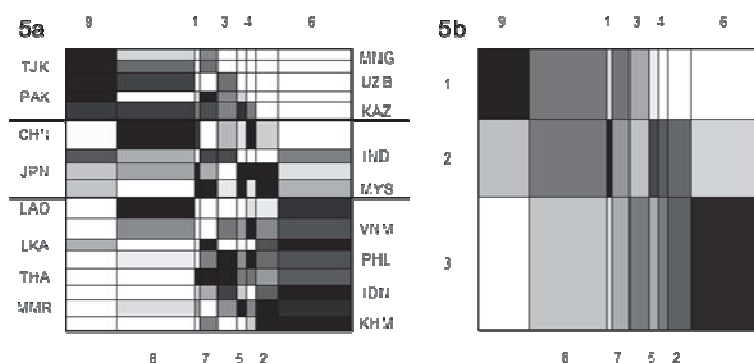 5a 9 1 3 4 6
MNG
TJK
UZB
PAK
KAZ
CHN
IND
JPN
MYS
LAO
VNM
LKA
PHL
THA
IDN
MMR
KHM
8 7 5 2
5b 9 1 3 4 6
1
2
3
8 7 5 2